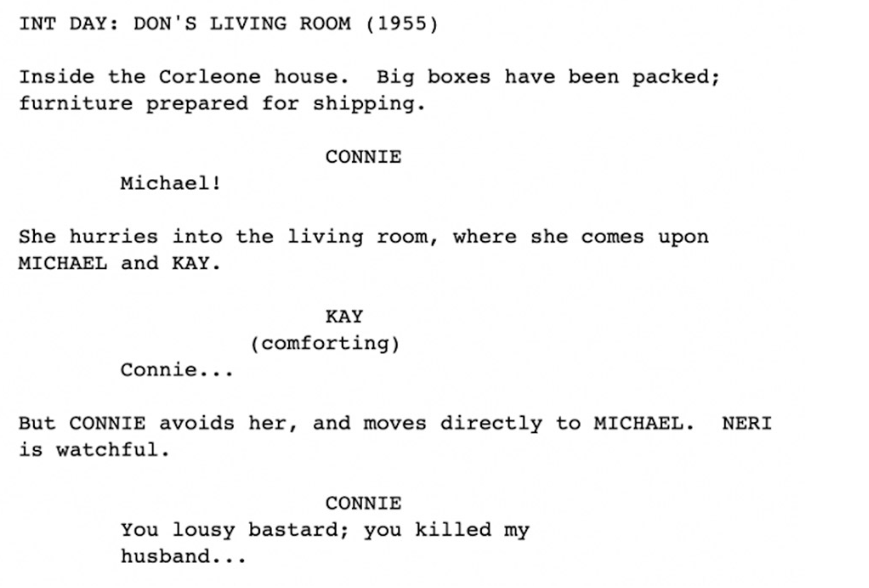 INT DAY: DON'S LIVING ROOM (1955)
Inside the Corleone house.  Big boxes have been packed;
furniture prepared for shipping.
CONNIE
Michael!
She hurries into the living room, where she comes upon
MICHAEL and KAY.
KAY
(comforting)
Connie...
But CONNIE avoids her, and moves directly to MICHAEL.  NERI
is watchful.
CONNIE
You lousy bastard; you killed my
husband...